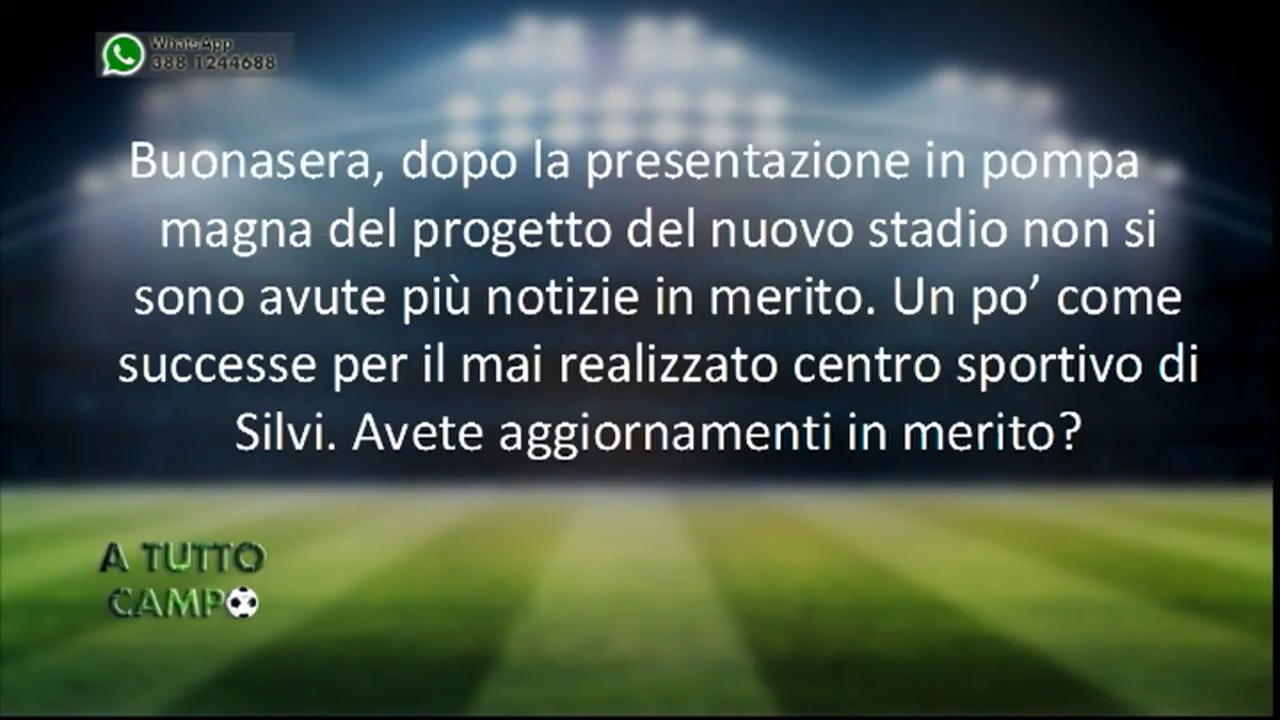 WhatsApp
388 1244688
Buonasera, dopo la presentazione in pompa
magna del progetto del nuovo stadio non si
sono avute più notizie in merito. Un po’ come
successe per il mai realizzato centro sportivo di
Silvi. Avete aggiornamenti in merito?
A TUTTO
CAMPO